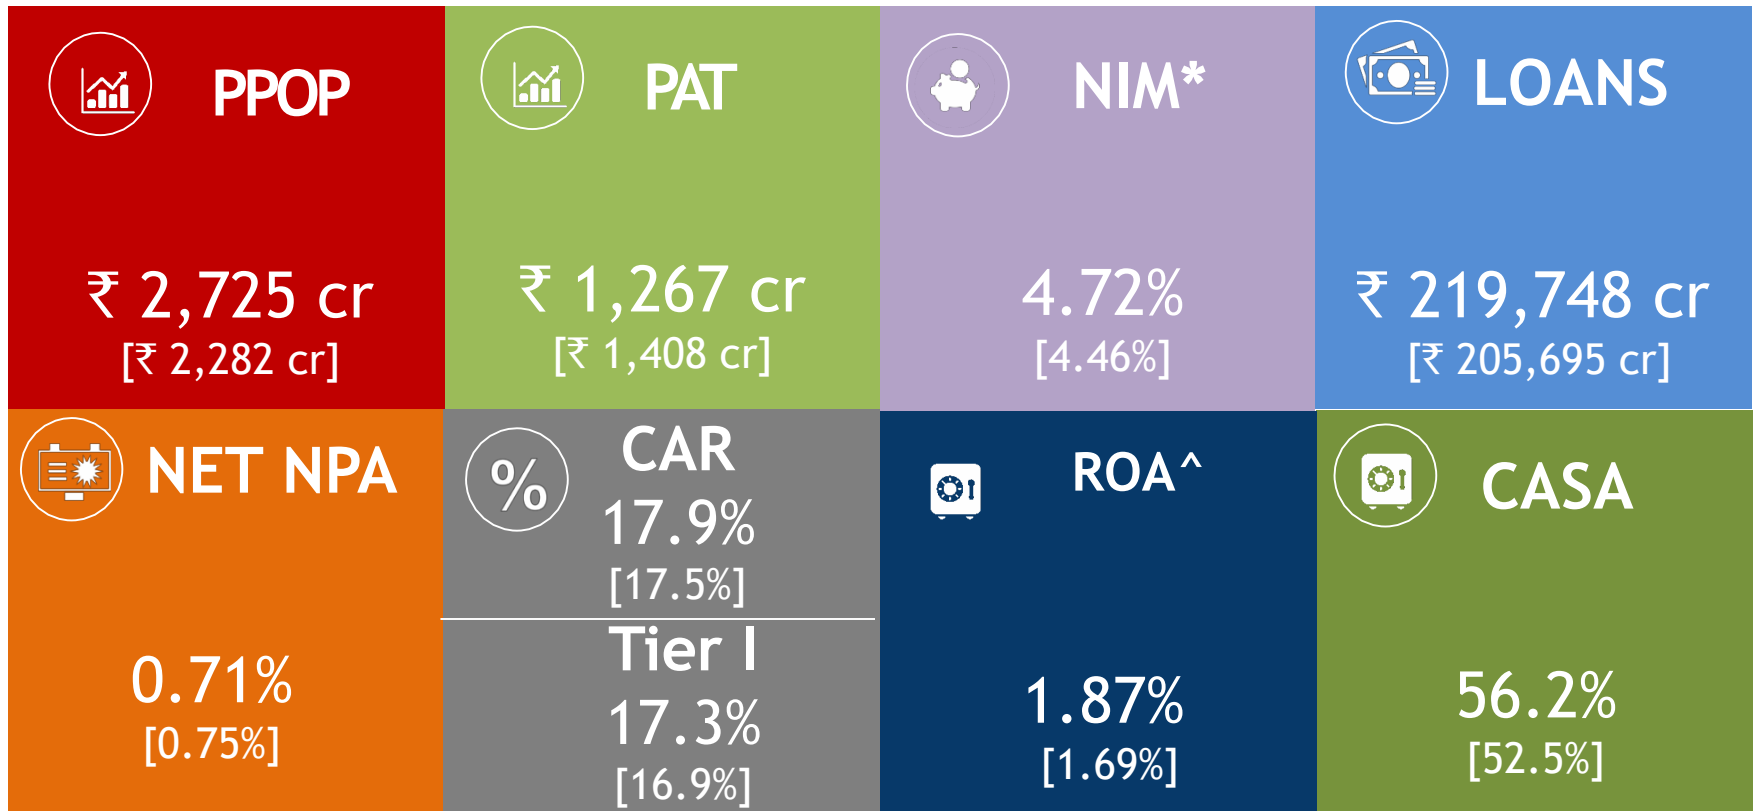 PPOP
₹ 2,725 cr
[₹ 2,282 cr]
PAT
₹ 1,267 cr
[₹ 1,408 cr]
NIM*
4.72%
[4.46%]
LOANS
₹ 219,748 cr
[₹ 205,695 cr]
NET NPA
0.71%
[0.75%]
%
CAR
17.9%
[17.5%]
Tier I
17.3%
[16.9%]
ROA^
1.87%
[1.69%]
CASA
56.2%
[52.5%]